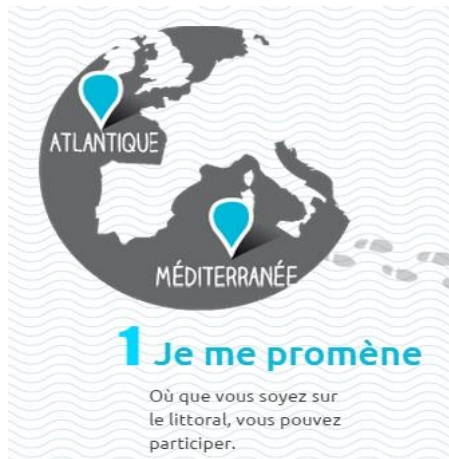 ATLANTIQUE
MÉDITERRANÉE
1 Je me promène
Où que vous soyez sur
le littoral, vous pouvez
participer.